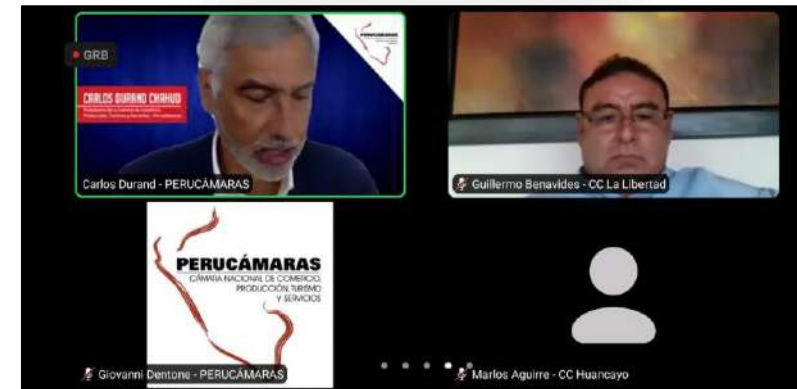 GRB
CARLOS DURAND CHAHUD
Carlos Durand - PERUCÁMARAS
Guillermo Benavides - CC La Libertad
PERUCÁMARAS
CÁMARA NACIONAL DE COMERCIO,
PRODUCCIÓN, TURISMO
Y SERVICIOS
Giovanni Dentone - PERUCÁMARAS
Marlos Aguirre - CC Huancayo